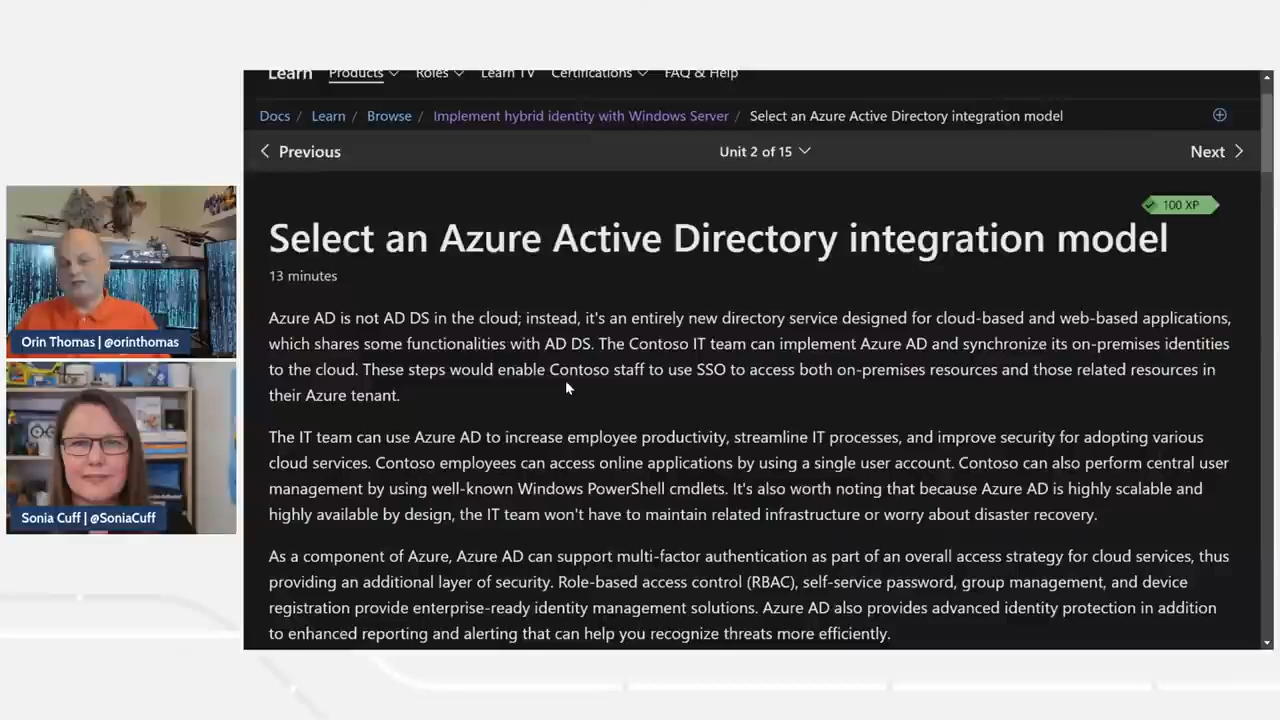 Learn Products Roles Learn TV Certifications FAQ & Help
Docs / Learn / Browse / Implement hybrid identity with Windows Server / Select an Azure Active Directory integration model
Previous Unit 2 of 15 Next
100 XP
Select an Azure Active Directory integration model
13 minutes
Azure AD is not AD DS in the cloud; instead, it's an entirely new directory service designed for cloud-based and web-based applications,
which shares some functionalities with AD DS. The Contoso IT team can implement Azure AD and synchronize its on-premises identities
to the cloud. These steps would enable Contoso staff to use SSO to access both on-premises resources and those related resources in
their Azure tenant.
The IT team can use Azure AD to increase employee productivity, streamline IT processes, and improve security for adopting various
cloud services. Contoso employees can access online applications by using a single user account. Contoso can also perform central user
management by using well-known Windows PowerShell cmdlets. It's also worth noting that because Azure AD is highly scalable and
highly available by design, the IT team won't have to maintain related infrastructure or worry about disaster recovery.
As a component of Azure, Azure AD can support multi-factor authentication as part of an overall access strategy for cloud services, thus
providing an additional layer of security. Role-based access control (RBAC), self-service password, group management, and device
registration provide enterprise-ready identity management solutions. Azure AD also provides advanced identity protection in addition
to enhanced reporting and alerting that can help you recognize threats more efficiently.
Orin Thomas | @orinthomas
Sonia Cuff | @SoniaCuff